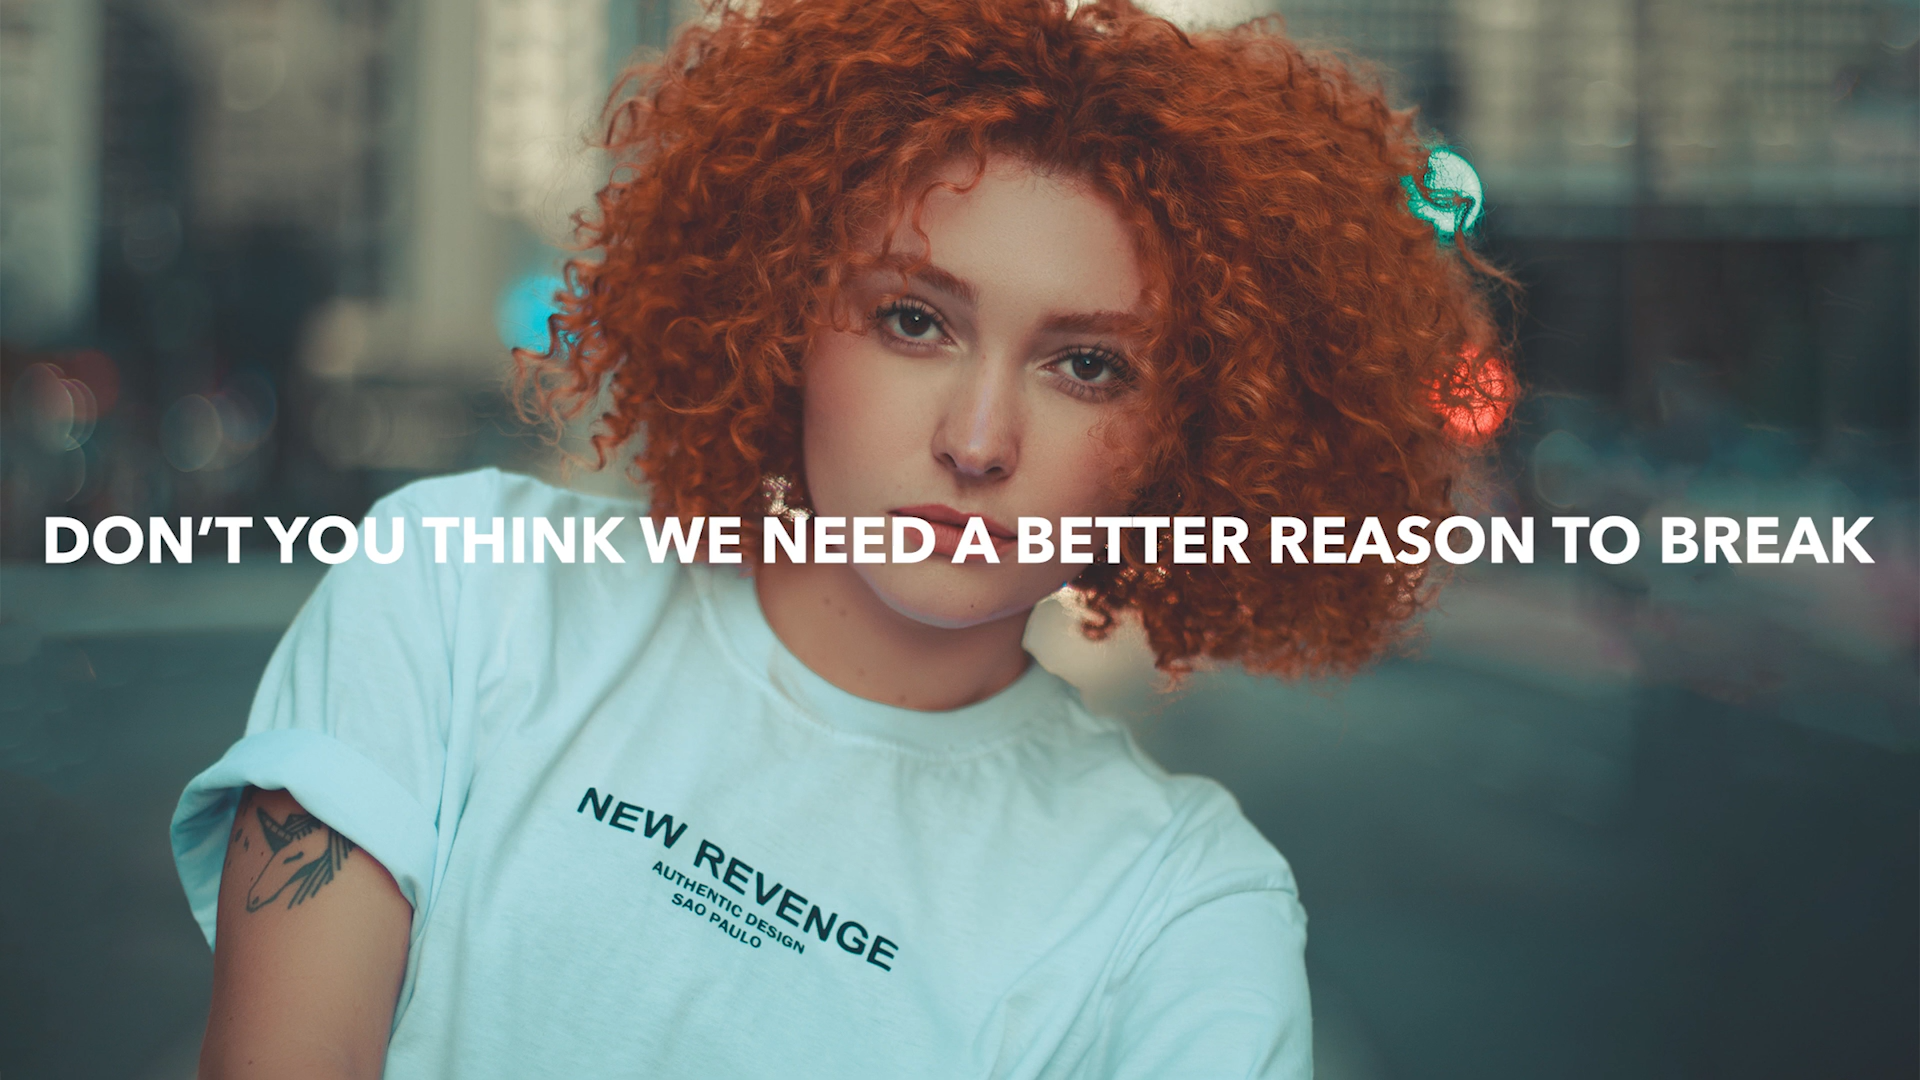 DON’T YOU THINK WE NEED A BETTER REASON TO BREAK
NEW REVENGE
AUTHENTIC DESIGN
SAO PAULO